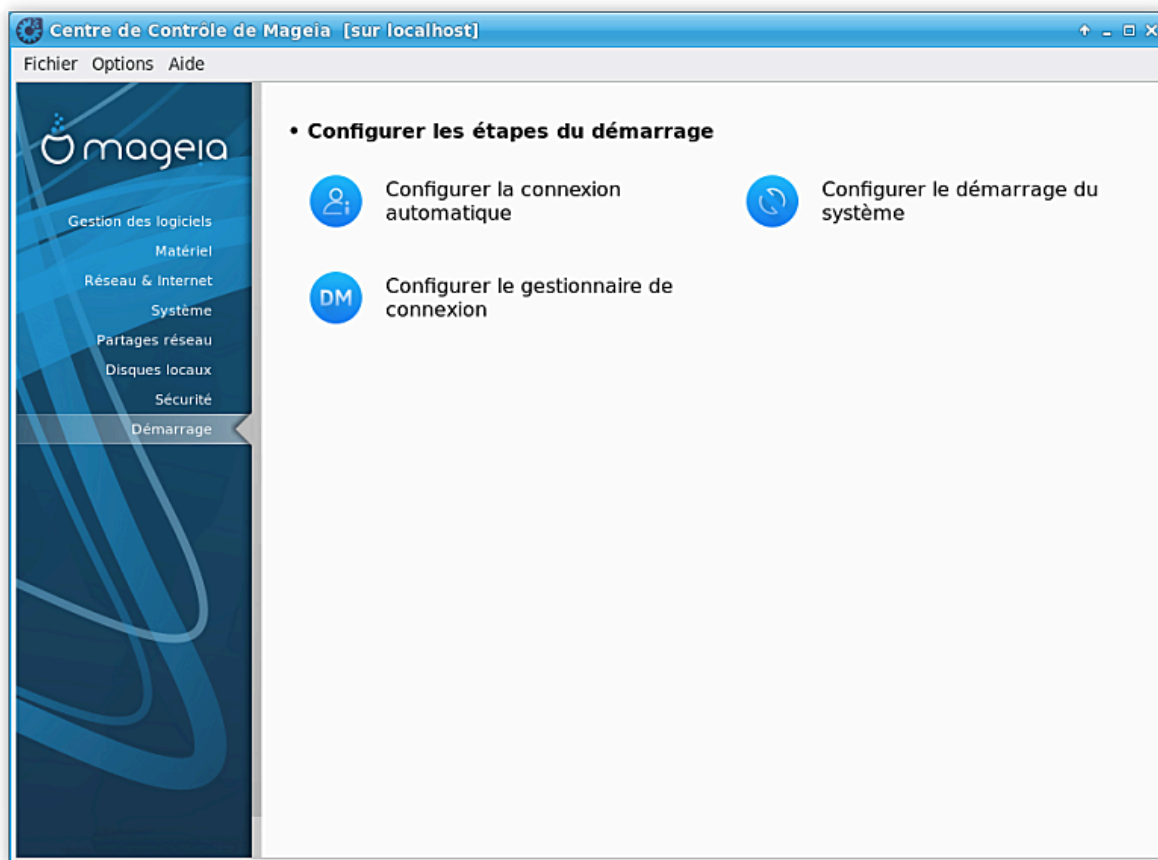 Centre de Contrôle de Mageia [sur localhost]
Fichier Options Aide
mageia
Gestion des logiciels
Matériel
Réseau & Internet
Système
Partages réseau
Disques locaux
Sécurité
Démarrage
• Configurer les étapes du démarrage
Configurer la connexion
automatique
Configurer le démarrage du
système
DM
Configurer le gestionnaire de
connexion